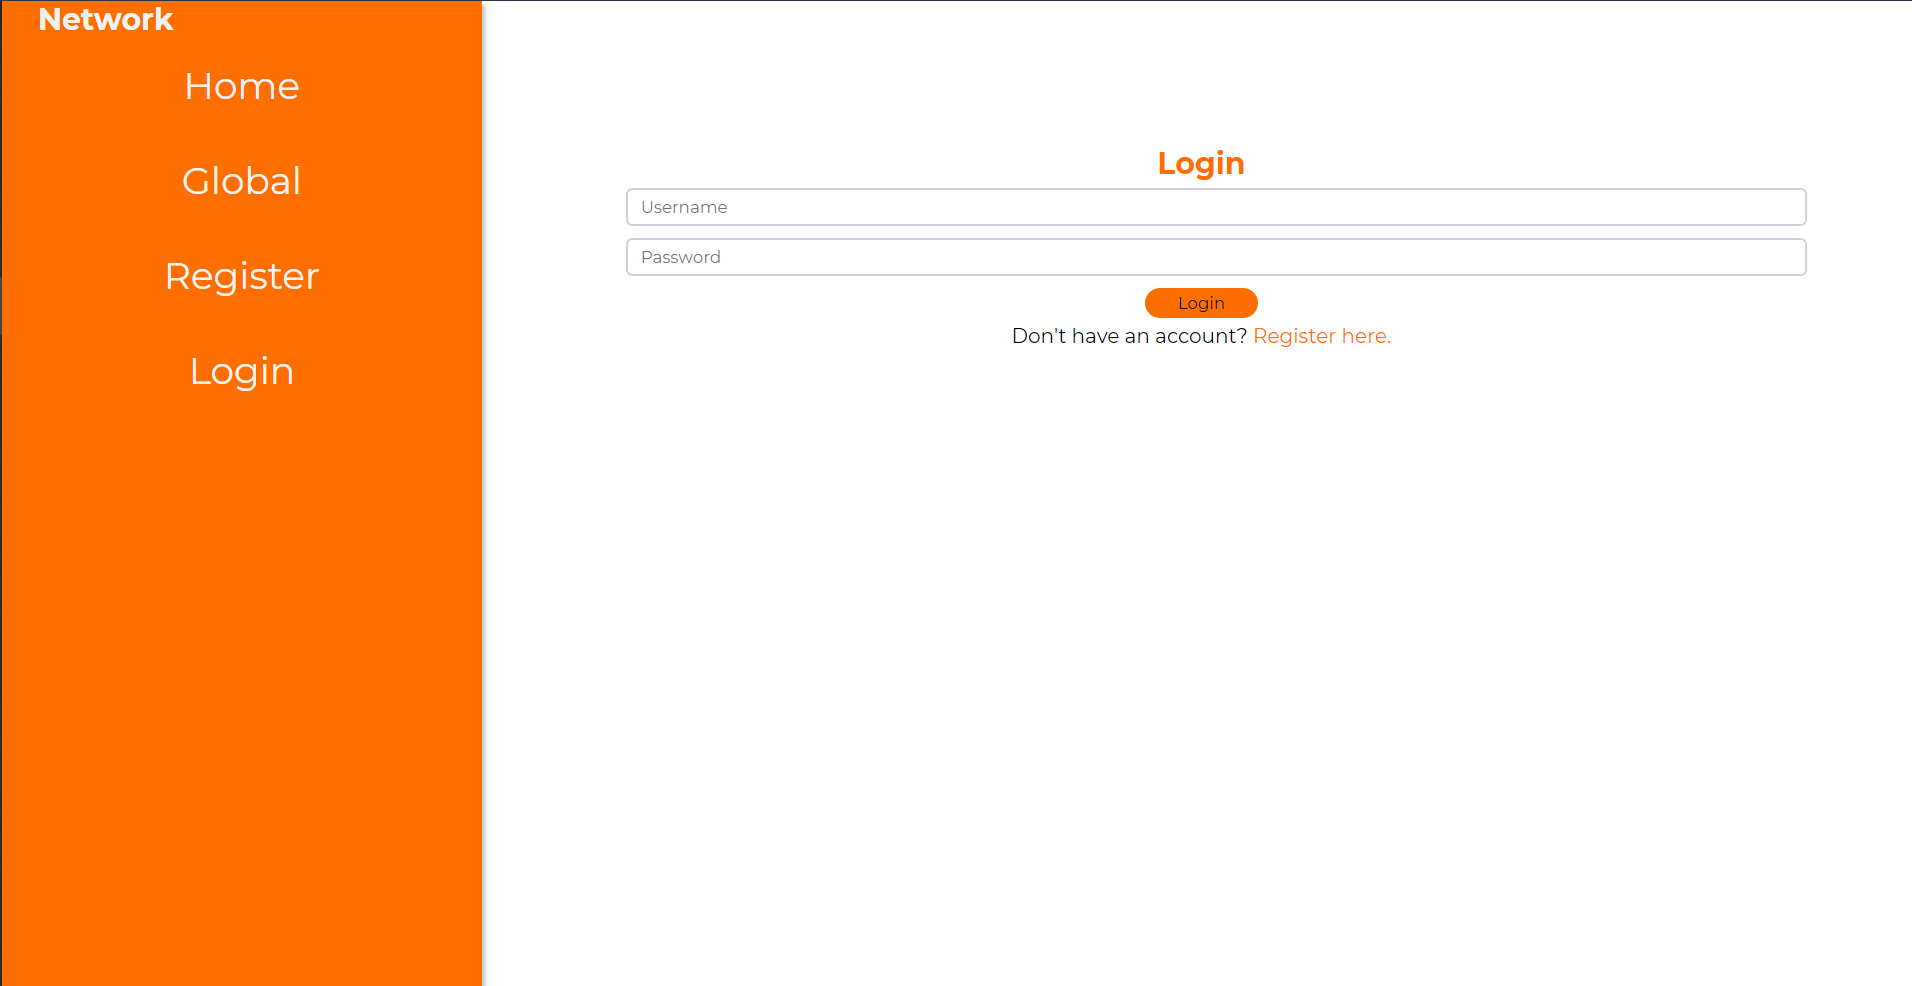 Network
Home
Global
Register
Login
Login
Username
Password
Login
Don't have an account? Register here.